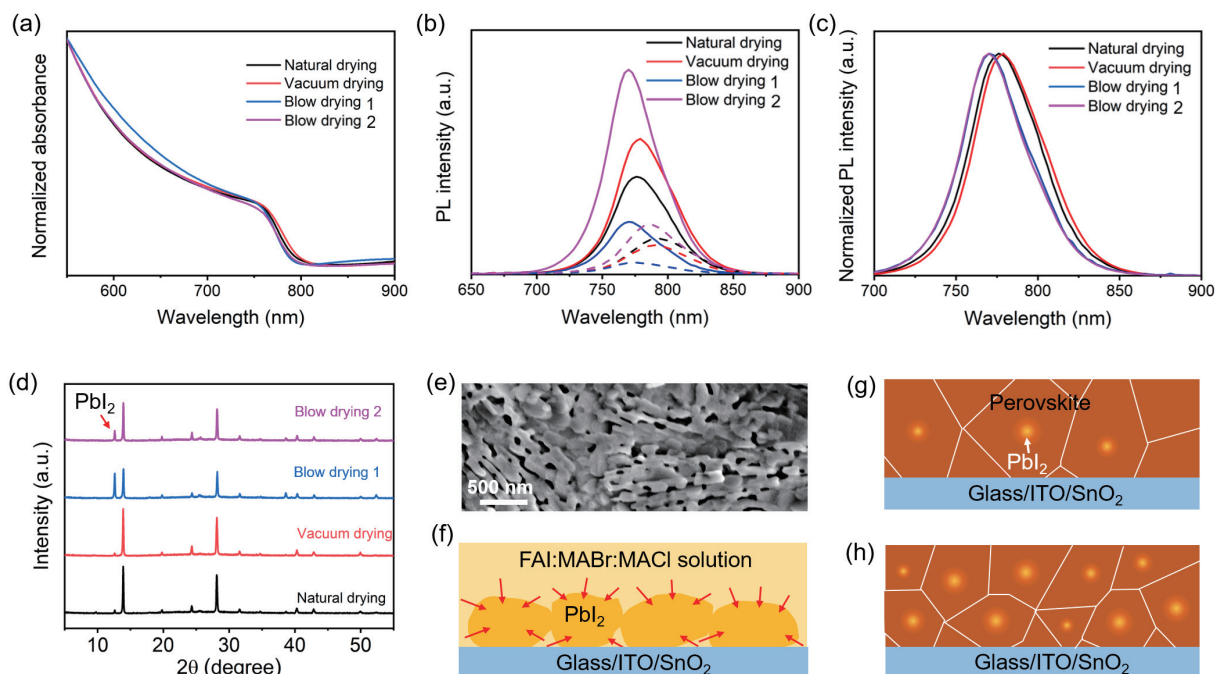 (a)
Normalized absorbance
Natural drying
Vacuum drying
Blow drying 1
Blow drying 2
600
700
800
900
Wavelength (nm)
(b)
PL intensity (a.u.)
Natural drying
Vacuum drying
Blow drying 1
Blow drying 2
650
700
750
800
850
900
Wavelength (nm)
(c)
Normalized PL intensity (a.u.)
Natural drying
Vacuum drying
Blow drying 1
Blow drying 2
700
750
800
850
900
Wavelength (nm)
(d)
Intensity (a.u.)
PbI₂
Blow drying 2
Blow drying 1
Vacuum drying
Natural drying
10
20
30
40
50
2θ (degree)
(e)
500 nm
(f)
FAI:MABr:MACl solution
PbI₂
Glass/ITO/SnO₂
(g)
Perovskite
PbI₂
Glass/ITO/SnO₂
(h)
Glass/ITO/SnO₂